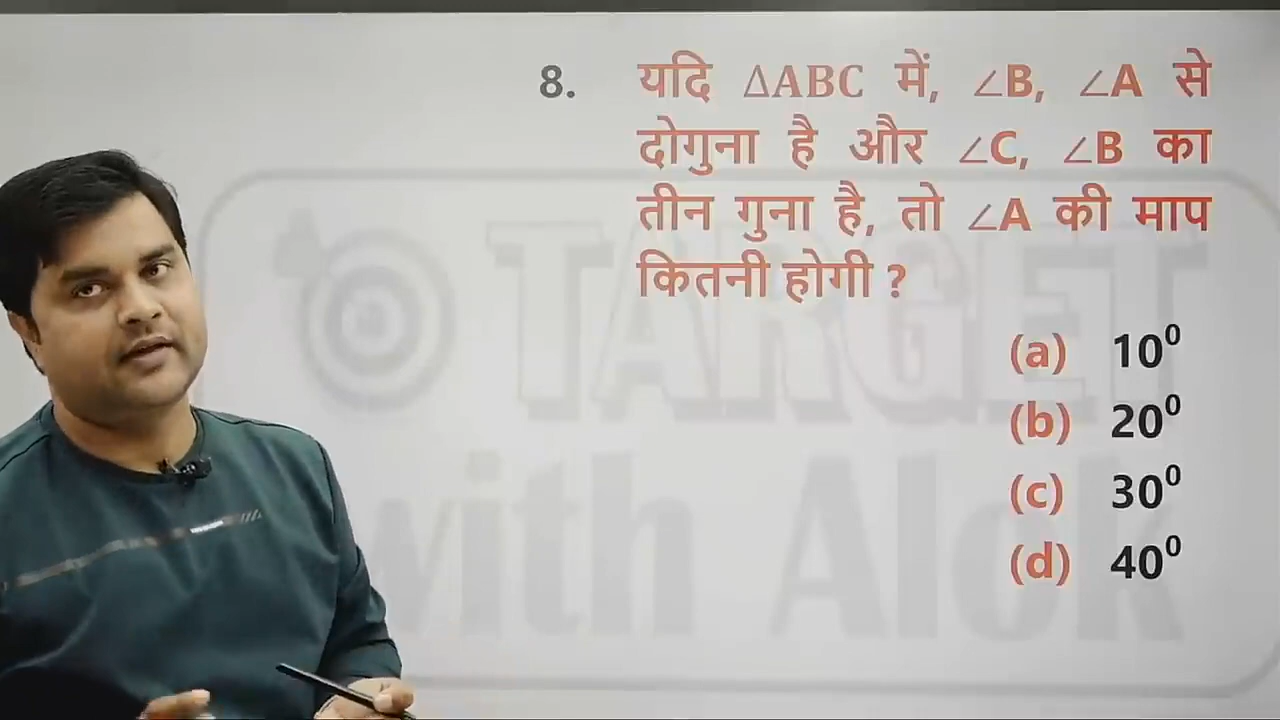 8. यदि ΔABC में, ∠B, ∠A से
दोगुना है और ∠C, ∠B का
तीन गुना है, तो ∠A की माप
कितनी होगी ?
(a) 10⁰
(b) 20⁰
(c) 30⁰
(d) 40⁰
TARGET
with Alok